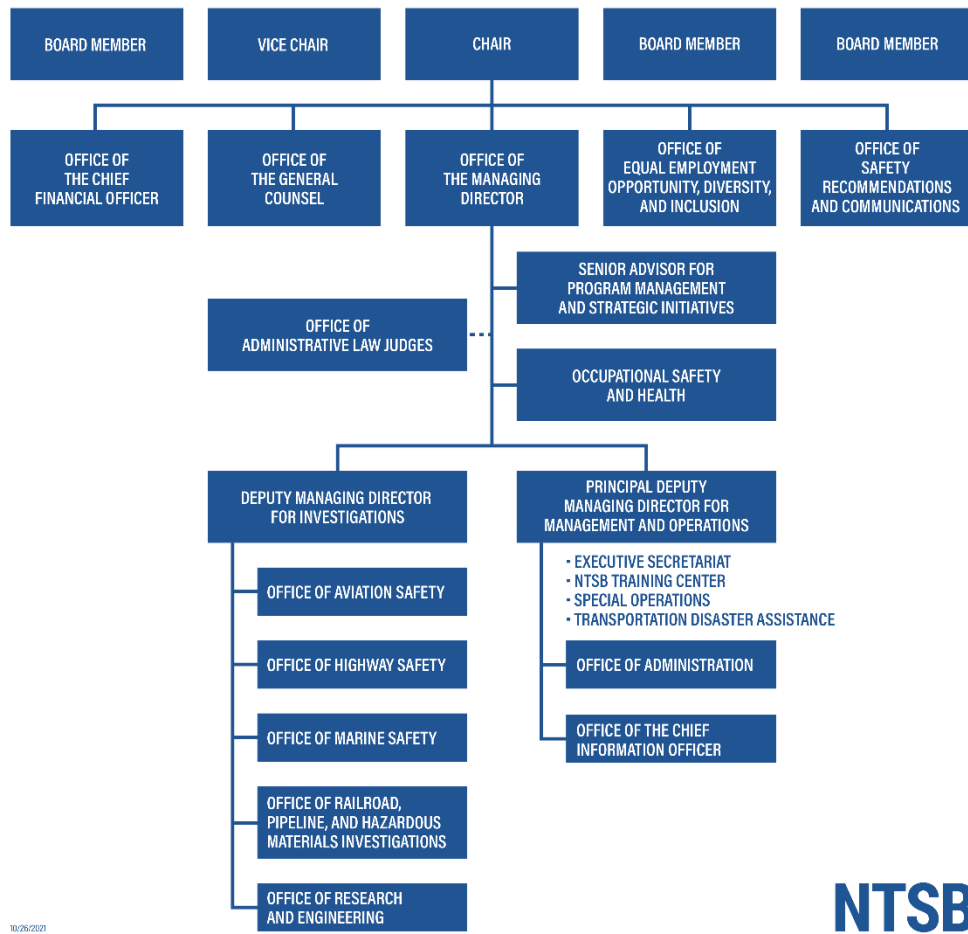 BOARD MEMBER
VICE CHAIR
CHAIR
BOARD MEMBER
BOARD MEMBER
OFFICE OF
THE CHIEF
FINANCIAL OFFICER
OFFICE OF
THE GENERAL
COUNSEL
OFFICE OF
THE MANAGING
DIRECTOR
OFFICE OF
EQUAL EMPLOYMENT
OPPORTUNITY, DIVERSITY,
AND INCLUSION
OFFICE OF
SAFETY
RECOMMENDATIONS
AND COMMUNICATIONS
SENIOR ADVISOR FOR
PROGRAM MANAGEMENT
AND STRATEGIC INITIATIVES
OFFICE OF
ADMINISTRATIVE LAW JUDGES
OCCUPATIONAL SAFETY
AND HEALTH
DEPUTY MANAGING DIRECTOR
FOR INVESTIGATIONS
OFFICE OF AVIATION SAFETY
OFFICE OF HIGHWAY SAFETY
OFFICE OF MARINE SAFETY
OFFICE OF RAILROAD,
PIPELINE, AND HAZARDOUS
MATERIALS INVESTIGATIONS
OFFICE OF RESEARCH
AND ENGINEERING
PRINCIPAL DEPUTY
MANAGING DIRECTOR FOR
MANAGEMENT AND OPERATIONS
- EXECUTIVE SECRETARIAT
- NTSB TRAINING CENTER
- SPECIAL OPERATIONS
- TRANSPORTATION DISASTER ASSISTANCE
OFFICE OF ADMINISTRATION
OFFICE OF THE CHIEF
INFORMATION OFFICER
10/26/2021
NTSB